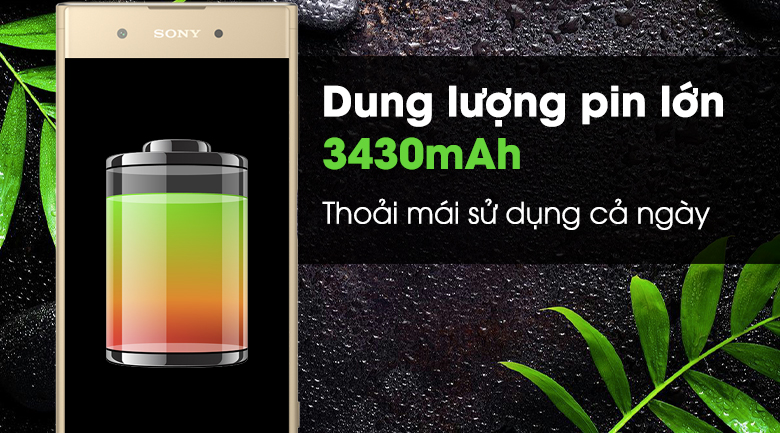 SONY
Dung lượng pin lớn
3430mAh
Thoải mái sử dụng cả ngày